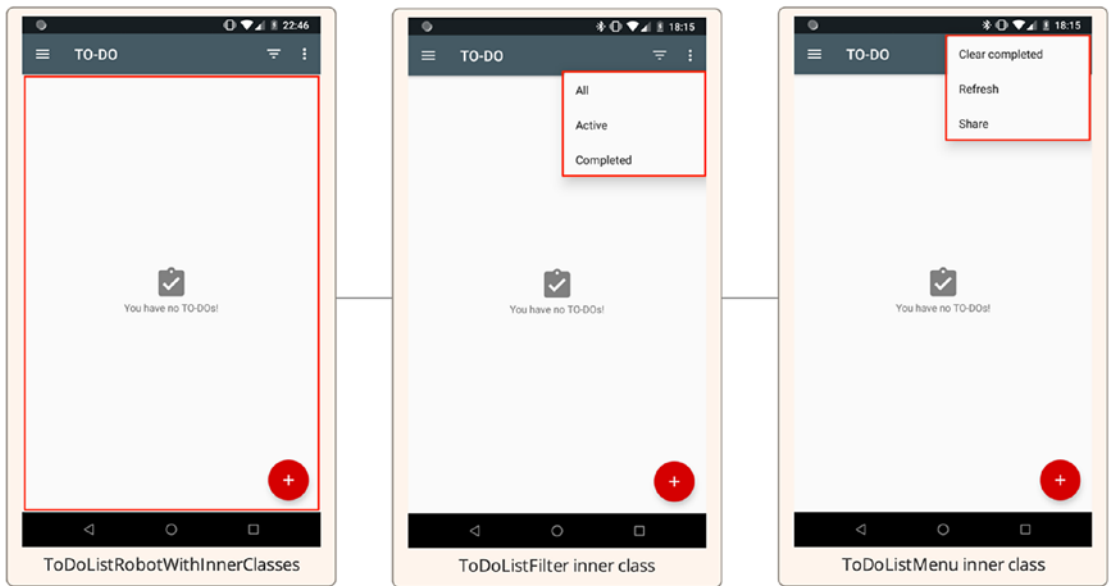 22:46
TO-DO
You have no TO-DOs!
ToDoListRobotWithInnerClasses
18:15
TO-DO
All
Active
Completed
You have no TO-DOs!
ToDoListFilter inner class
18:15
TO-DO
Clear completed
Refresh
Share
You have no TO-DOs!
ToDoListMenu inner class